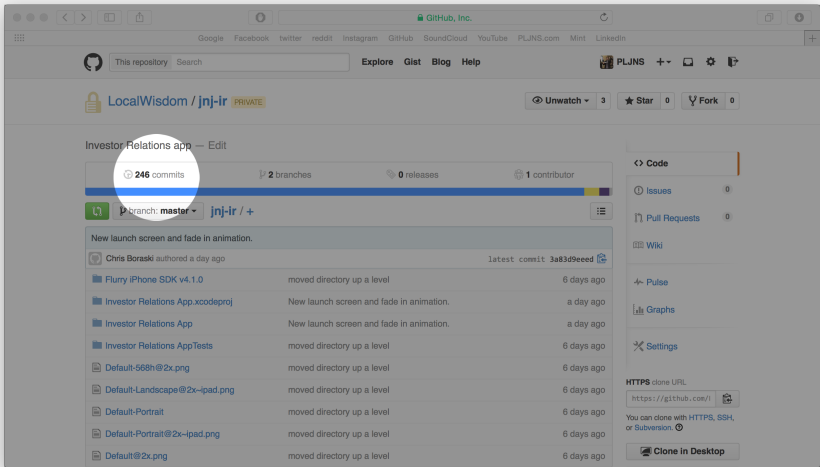 GitHub, Inc.
Google Facebook twitter reddit Instagram GitHub SoundCloud YouTube PLJNS.com Mint LinkedIn
This repository Search Explore Gist Blog Help PLJNS
LocalWisdom / jnj-ir PRIVATE Unwatch 3 Star 0 Fork 0
Investor Relations app — Edit
246 commits 2 branches 0 releases 1 contributor
branch: master jnj-ir / +
New launch screen and fade in animation.
Chris Boraski authored a day ago latest commit 3a83d9eeed
Flurry iPhone SDK v4.1.0 moved directory up a level 6 days ago
Investor Relations App.xcodeproj New launch screen and fade in animation. a day ago
Investor Relations App New launch screen and fade in animation. a day ago
Investor Relations AppTests moved directory up a level 6 days ago
Default-568h@2x.png moved directory up a level 6 days ago
Default-Landscape@2x~ipad.png moved directory up a level 6 days ago
Default-Portrait moved directory up a level 6 days ago
Default-Portrait@2x~ipad.png moved directory up a level 6 days ago
Default@2x.png moved directory up a level 6 days ago
Code
Issues 0
Pull Requests 0
Wiki
Pulse
Graphs
Settings
HTTPS clone URL
https://github.com/
You can clone with HTTPS, SSH,
or Subversion.
Clone in Desktop